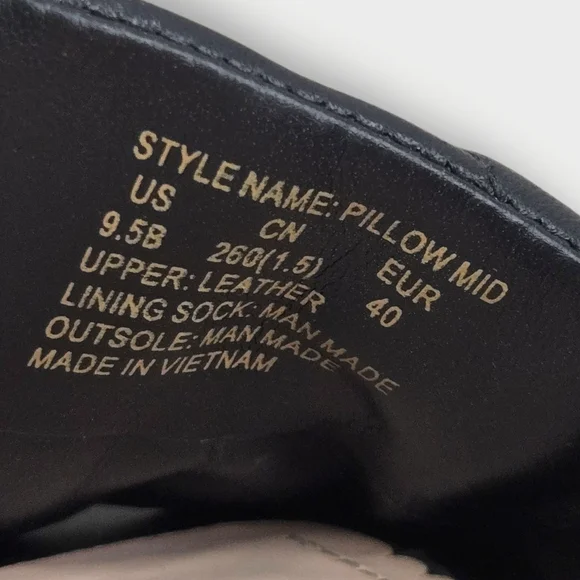 STYLE NAME: PILLOW MID
US CN EUR
9.5B 260(1.5) 40
UPPER: LEATHER
LINING SOCK: MAN MADE
OUTSOLE: MAN MADE
MADE IN VIETNAM